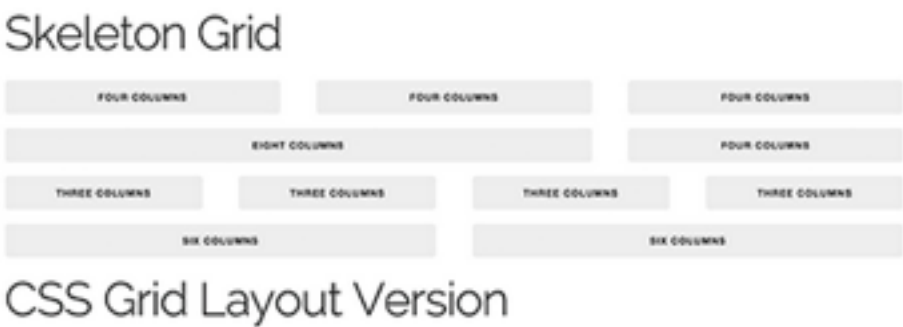 Skeleton Grid
FOUR COLUMNS FOUR COLUMNS FOUR COLUMNS
EIGHT COLUMNS FOUR COLUMNS
THREE COLUMNS THREE COLUMNS THREE COLUMNS THREE COLUMNS
SIX COLUMNS SIX COLUMNS
CSS Grid Layout Version